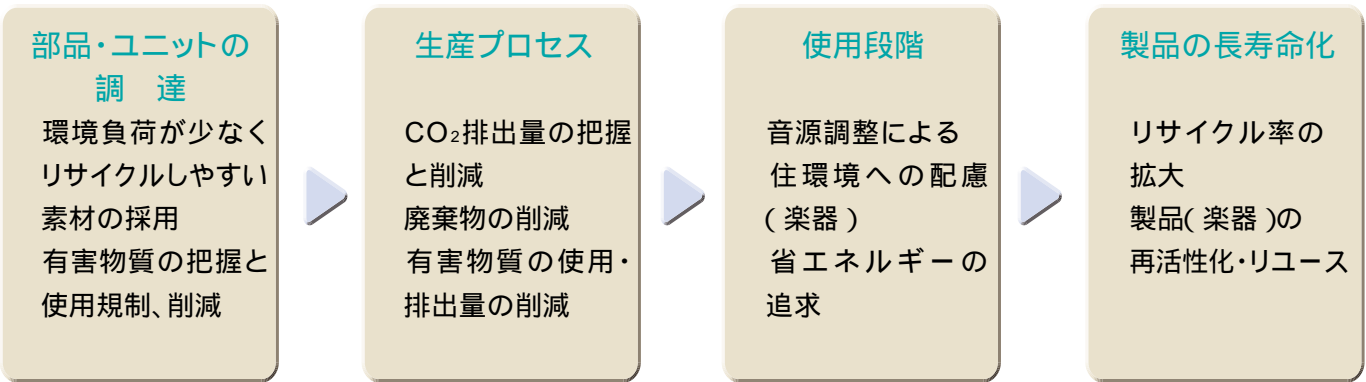 部品・ユニットの
調 達
環境負荷が少なく
リサイクルしやすい
素材の採用
有害物質の把握と
使用規制、削減
生産プロセス
CO₂排出量の把握
と削減
廃棄物の削減
有害物質の使用・
排出量の削減
使用段階
音源調整による
住環境への配慮
(楽器)
省エネルギーの
追求
製品の長寿命化
リサイクル率の
拡大
製品(楽器)の
再活性化・リユース